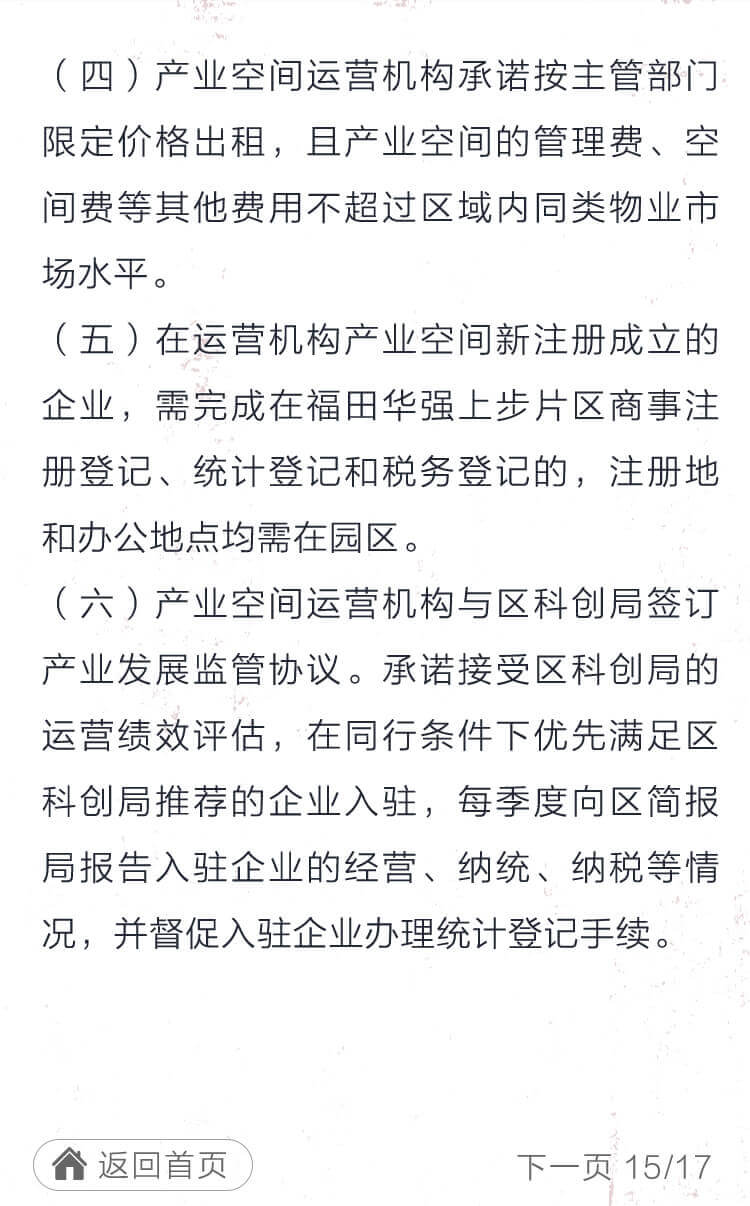 （四）产业空间运营机构承诺按主管部门
限定价格出租，且产业空间的管理费、空
间费等其他费用不超过区域内同类物业市
场水平。
（五）在运营机构产业空间新注册成立的
企业，需完成在福田华强上步片区商事注
册登记、统计登记和税务登记的，注册地
和办公地点均需在园区。
（六）产业空间运营机构与区科创局签订
产业发展监管协议。承诺接受区科创局的
运营绩效评估，在同行条件下优先满足区
科创局推荐的企业入驻，每季度向区简报
局报告入驻企业的经营、纳统、纳税等情
况，并督促入驻企业办理统计登记手续。
返回首页
下一页 15/17